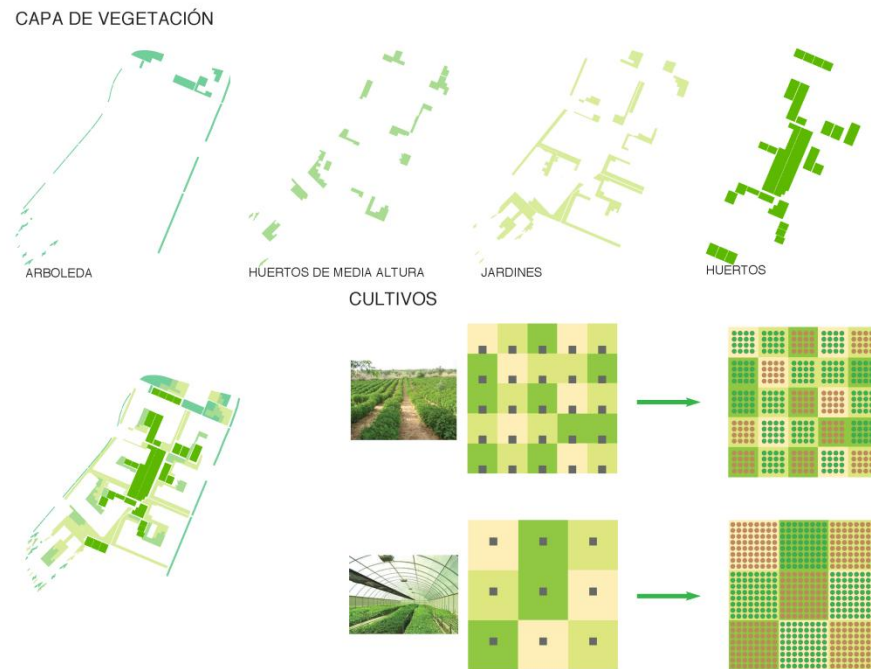 CAPA DE VEGETACIÓN
ARBOLEDA
HUERTOS DE MEDIA ALTURA
JARDINES
HUERTOS
CULTIVOS